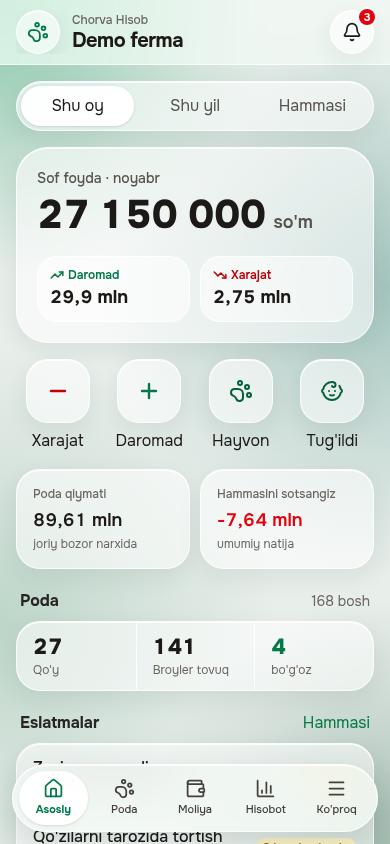 Chorva Hisob
Demo ferma
3
Shu oy
Shu yil
Hammasi
Sof foyda · noyabr
27 150 000 so'm
Daromad
29,9 mln
Xarajat
2,75 mln
Xarajat
Daromad
Hayvon
Tug'ildi
Poda qiymati
89,61 mln
joriy bozor narxida
Hammasini sotsangiz
-7,64 mln
umumiy natija
Poda
168 bosh
27
Qo'y
141
Broyler tovuq
4
bo'g'oz
Eslatmalar
Hammasi
Qo'zilarni tarozida tortish
Asosiy
Poda
Moliya
Hisobot
Ko'proq